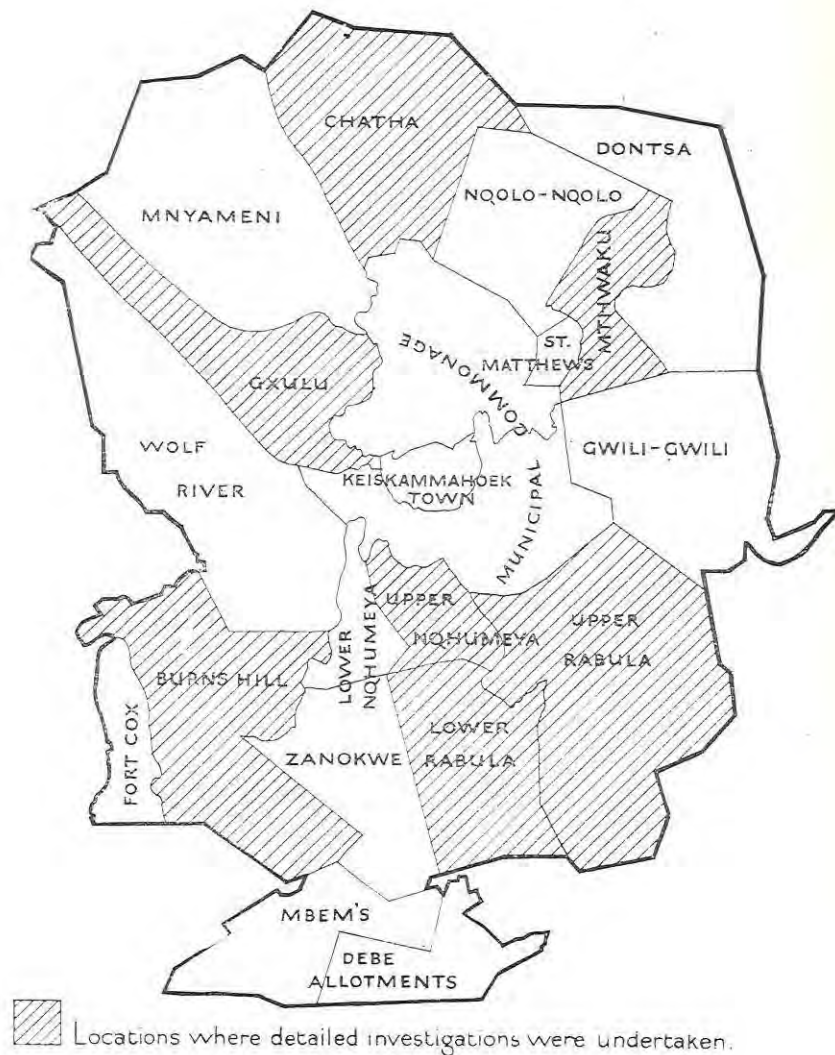 CHATHA
DONTSA
NQOLO-NQOLO
MNYAMENI
MTHWAKU
ST.
MATTHEWS
COMMONAGE
GXULU
GWILI-GWILI
WOLF
RIVER
KEISKAMMAHOEK
TOWN
MUNICIPAL
UPPER
NQHUMEYA
UPPER
RABULA
LOWER
NQHUMEYA
BURNS HILL
LOWER
RABULA
FORT COX
ZANOKWE
MBEM'S
DEBE
ALLOTMENTS
Locations where detailed investigations were undertaken.